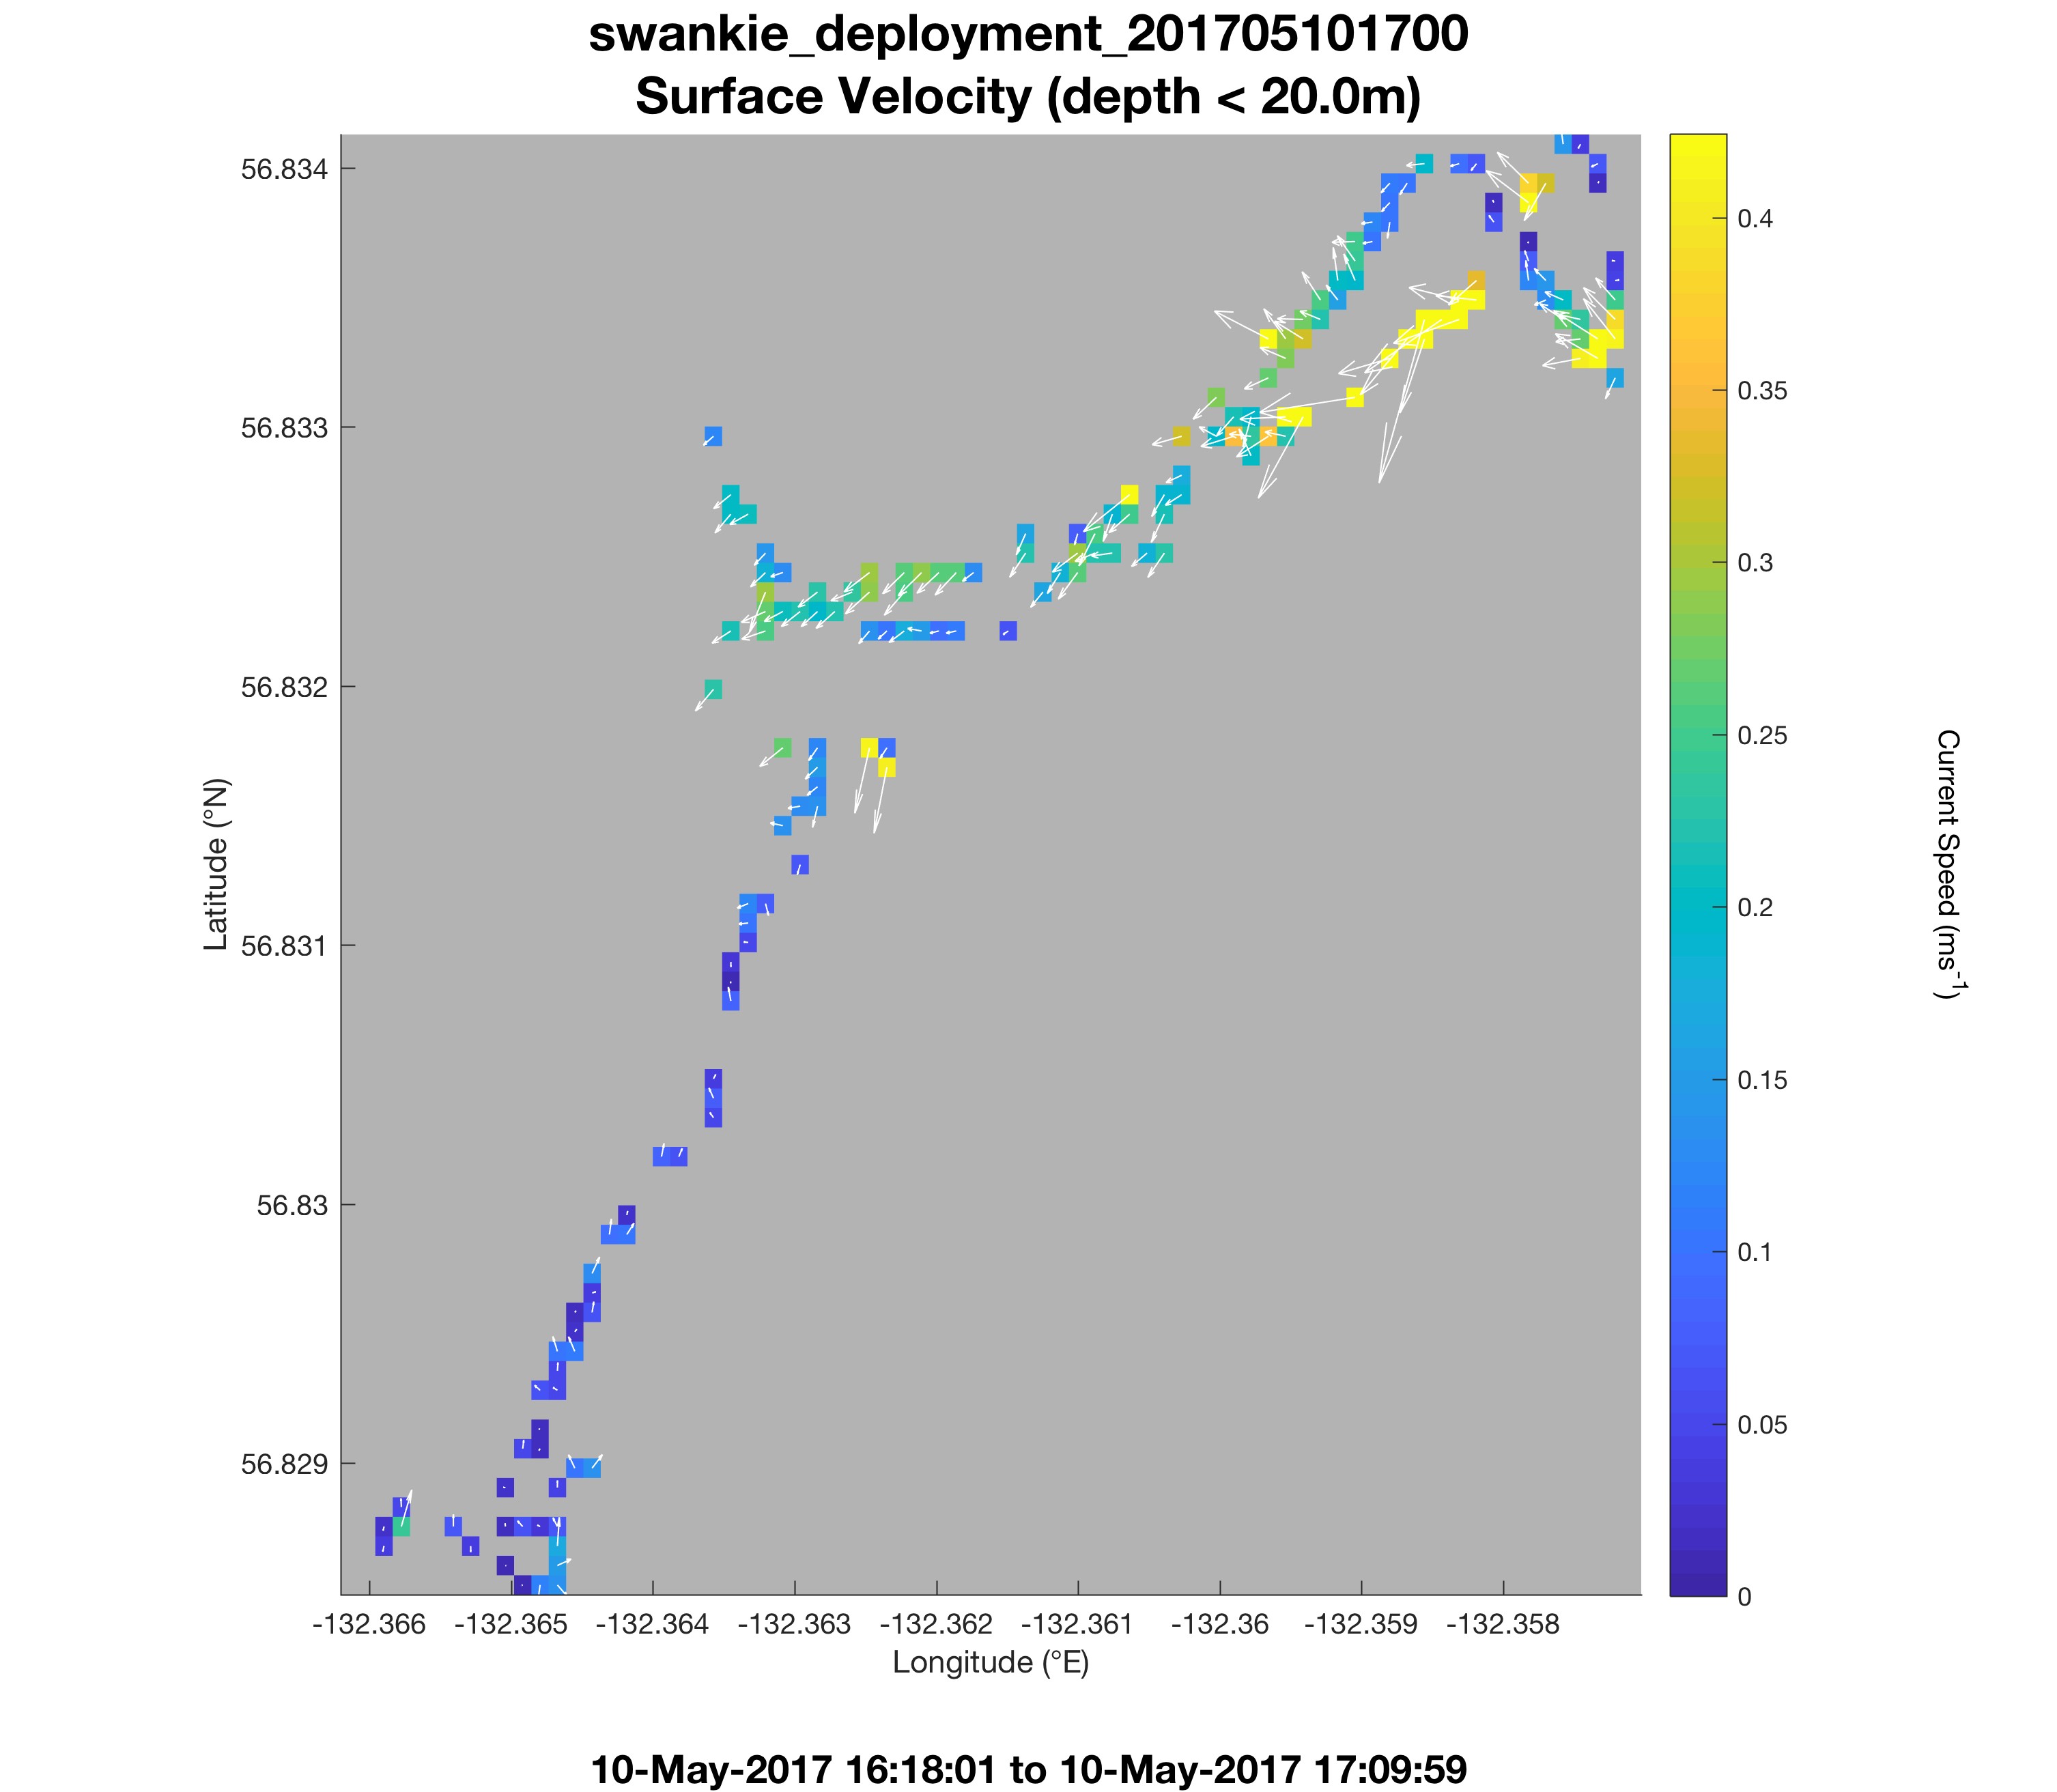 swankie_deployment_201705101700
Surface Velocity (depth < 20.0m)
56.834
56.833
56.832
56.831
56.83
56.829
Latitude (°N)
-132.366 -132.365 -132.364 -132.363 -132.362 -132.361 -132.36 -132.359 -132.358
Longitude (°E)
0.4
0.35
0.3
0.25
0.2
0.15
0.1
0.05
0
Current Speed (ms⁻¹)
10-May-2017 16:18:01 to 10-May-2017 17:09:59